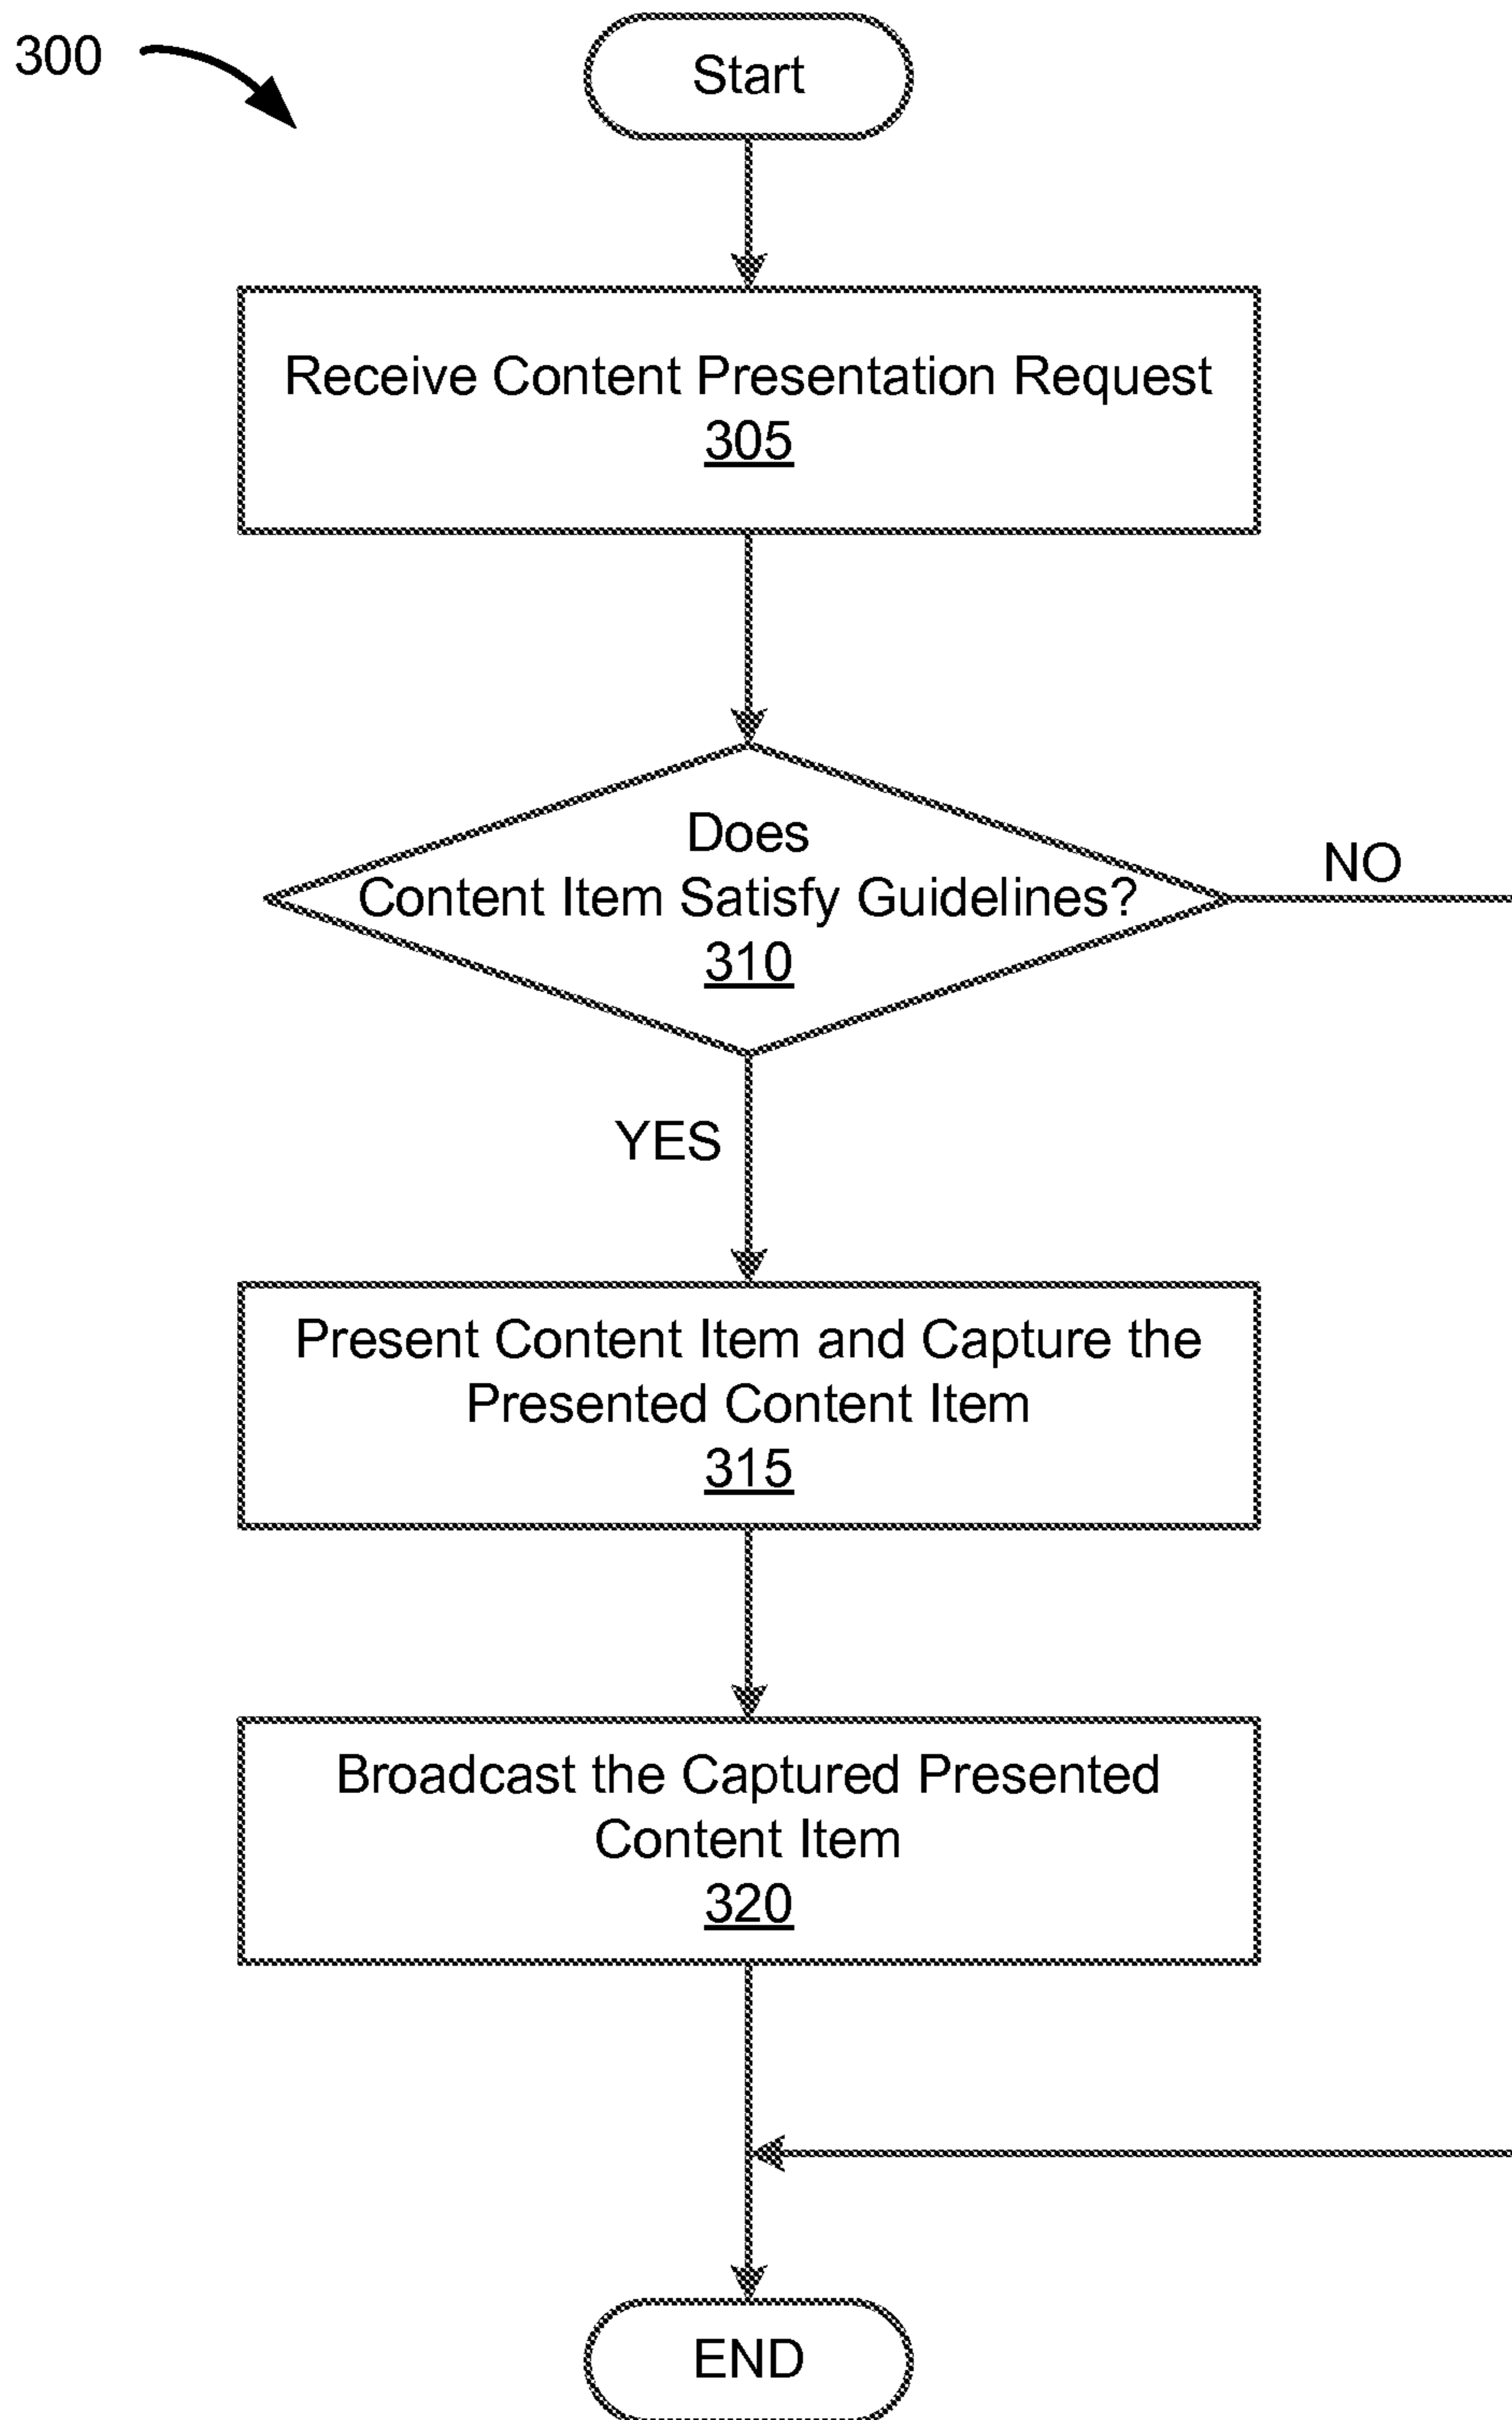 300
Start
Receive Content Presentation Request
305
Does
Content Item Satisfy Guidelines?
310
NO
YES
Present Content Item and Capture the
Presented Content Item
315
Broadcast the Captured Presented
Content Item
320
END